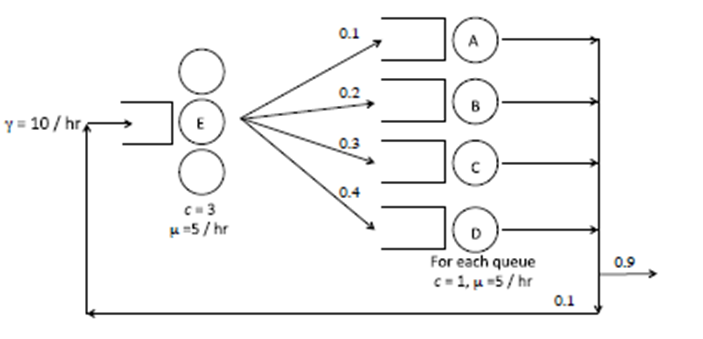 0.1
A
0.2
B
γ = 10 / hr
E
0.3
C
0.4
c = 3
μ =5 / hr
D
For each queue
c = 1, μ =5 / hr
0.9
0.1